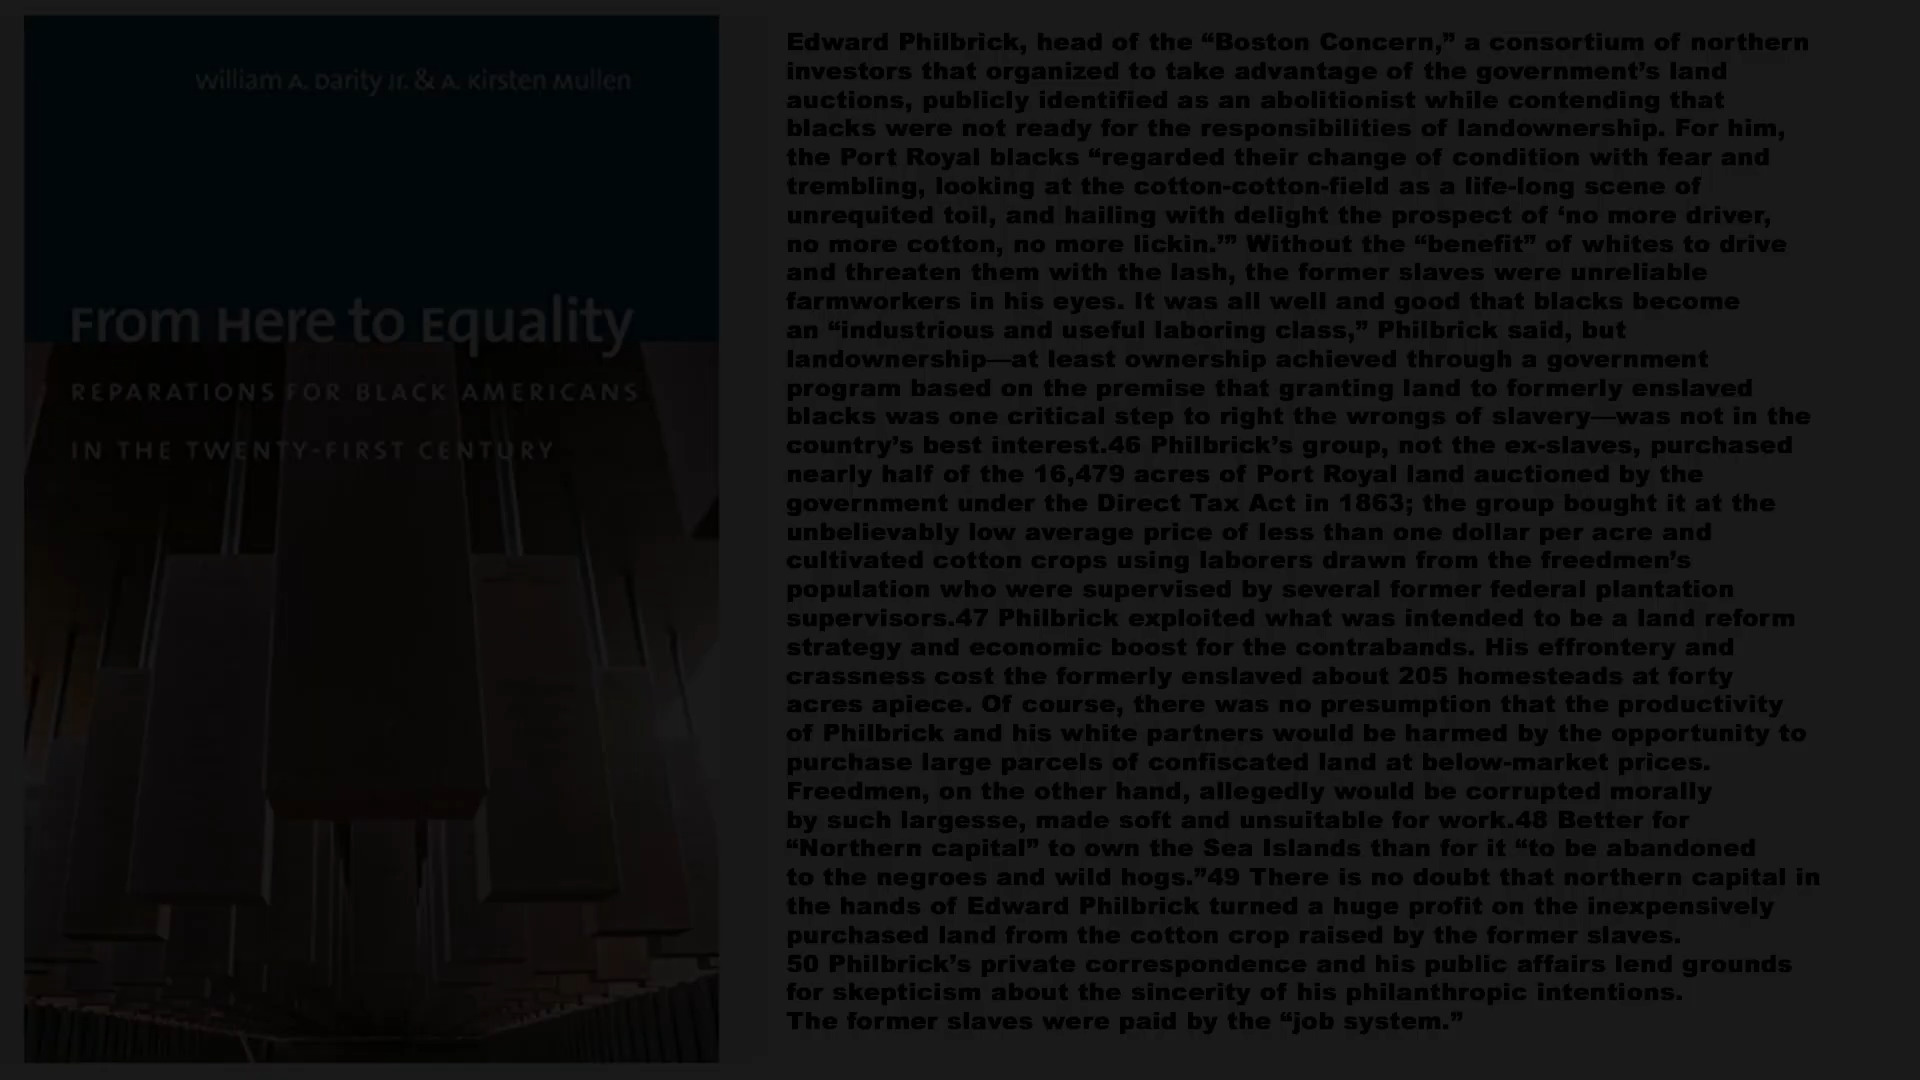 William A. Darity Jr. & A. Kirsten Mullen
From Here to Equality
REPARATIONS FOR BLACK AMERICANS
IN THE TWENTY-FIRST CENTURY
Edward Philbrick, head of the “Boston Concern,” a consortium of northern
investors that organized to take advantage of the government’s land
auctions, publicly identified as an abolitionist while contending that
blacks were not ready for the responsibilities of landownership. For him,
the Port Royal blacks “regarded their change of condition with fear and
trembling, looking at the cotton-cotton-field as a life-long scene of
unrequited toil, and hailing with delight the prospect of ‘no more driver,
no more cotton, no more lickin.’” Without the “benefit” of whites to drive
and threaten them with the lash, the former slaves were unreliable
farmworkers in his eyes. It was all well and good that blacks become
an “industrious and useful laboring class,” Philbrick said, but
landownership—at least ownership achieved through a government
program based on the premise that granting land to formerly enslaved
blacks was one critical step to right the wrongs of slavery—was not in the
country’s best interest.46 Philbrick’s group, not the ex-slaves, purchased
nearly half of the 16,479 acres of Port Royal land auctioned by the
government under the Direct Tax Act in 1863; the group bought it at the
unbelievably low average price of less than one dollar per acre and
cultivated cotton crops using laborers drawn from the freedmen’s
population who were supervised by several former federal plantation
supervisors.47 Philbrick exploited what was intended to be a land reform
strategy and economic boost for the contrabands. His effrontery and
crassness cost the formerly enslaved about 205 homesteads at forty
acres apiece. Of course, there was no presumption that the productivity
of Philbrick and his white partners would be harmed by the opportunity to
purchase large parcels of confiscated land at below-market prices.
Freedmen, on the other hand, allegedly would be corrupted morally
by such largesse, made soft and unsuitable for work.48 Better for
“Northern capital” to own the Sea Islands than for it “to be abandoned
to the negroes and wild hogs.”49 There is no doubt that northern capital in
the hands of Edward Philbrick turned a huge profit on the inexpensively
purchased land from the cotton crop raised by the former slaves.
50 Philbrick’s private correspondence and his public affairs lend grounds
for skepticism about the sincerity of his philanthropic intentions.
The former slaves were paid by the “job system.”